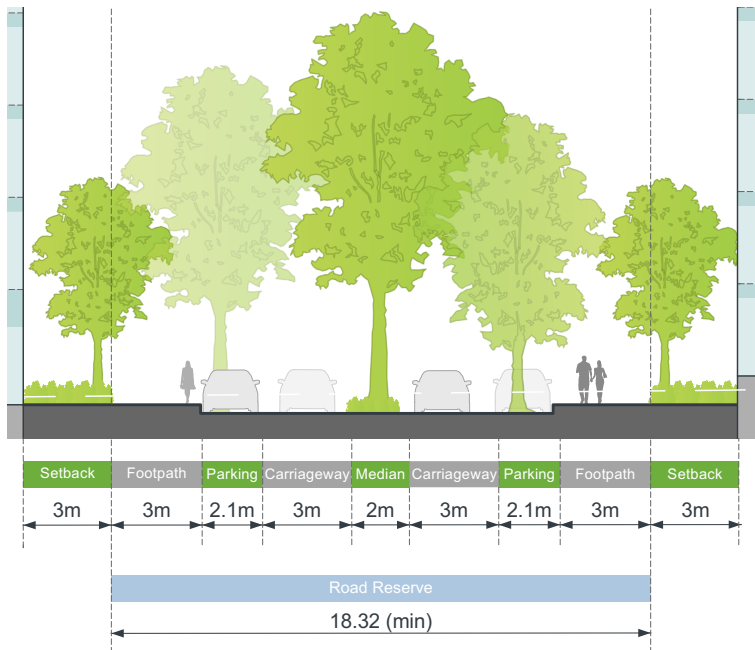 Setback Footpath Parking Carriageway Median Carriageway Parking Footpath Setback
3m 3m 2.1m 3m 2m 3m 2.1m 3m 3m
Road Reserve
18.32 (min)